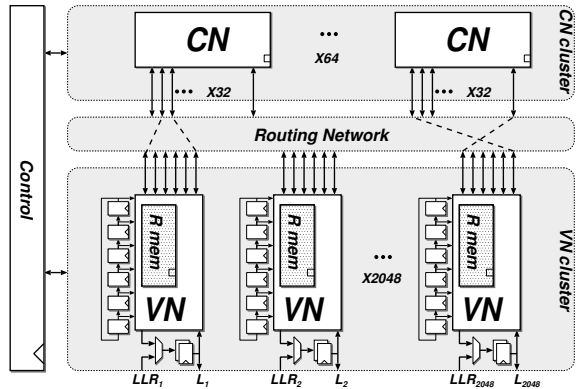 CN
CN
X64
X32
X32
CN cluster
Routing Network
Control
R mem
R mem
R mem
VN
VN
VN
X2048
VN cluster
LLR1 L1
LLR2 L2
LLR2048 L2048